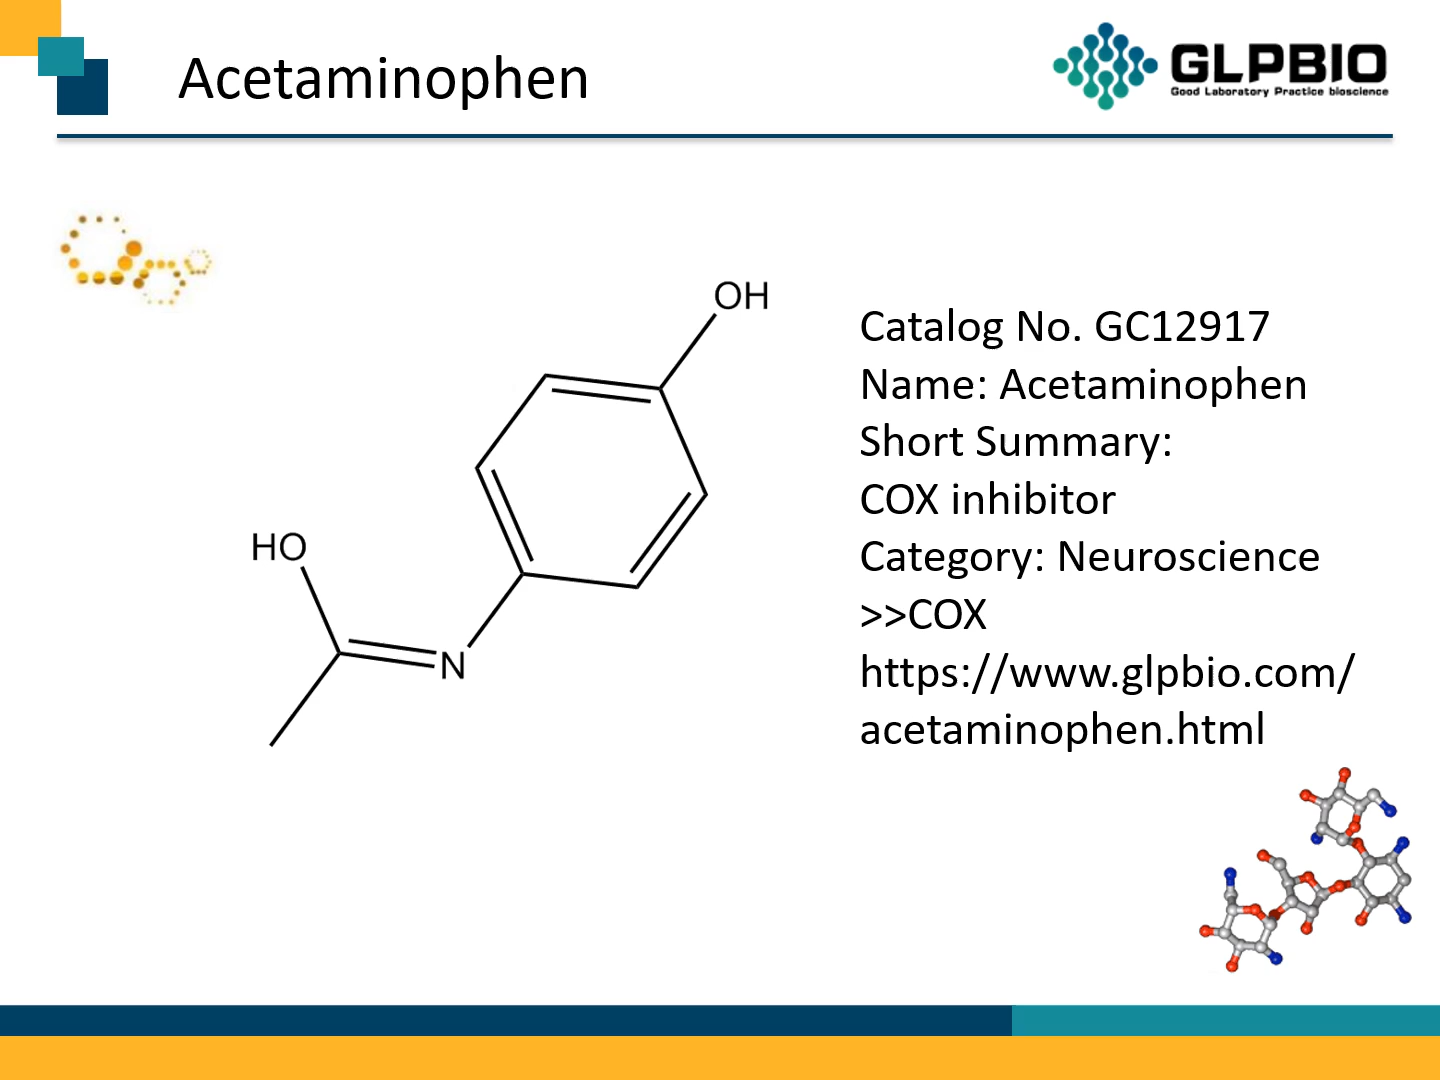 Acetaminophen
GLPBIO
Good Laboratory Practice bioscience
OH
HO
N
Catalog No. GC12917
Name: Acetaminophen
Short Summary:
COX inhibitor
Category: Neuroscience
>>COX
https://www.glpbio.com/
acetaminophen.html